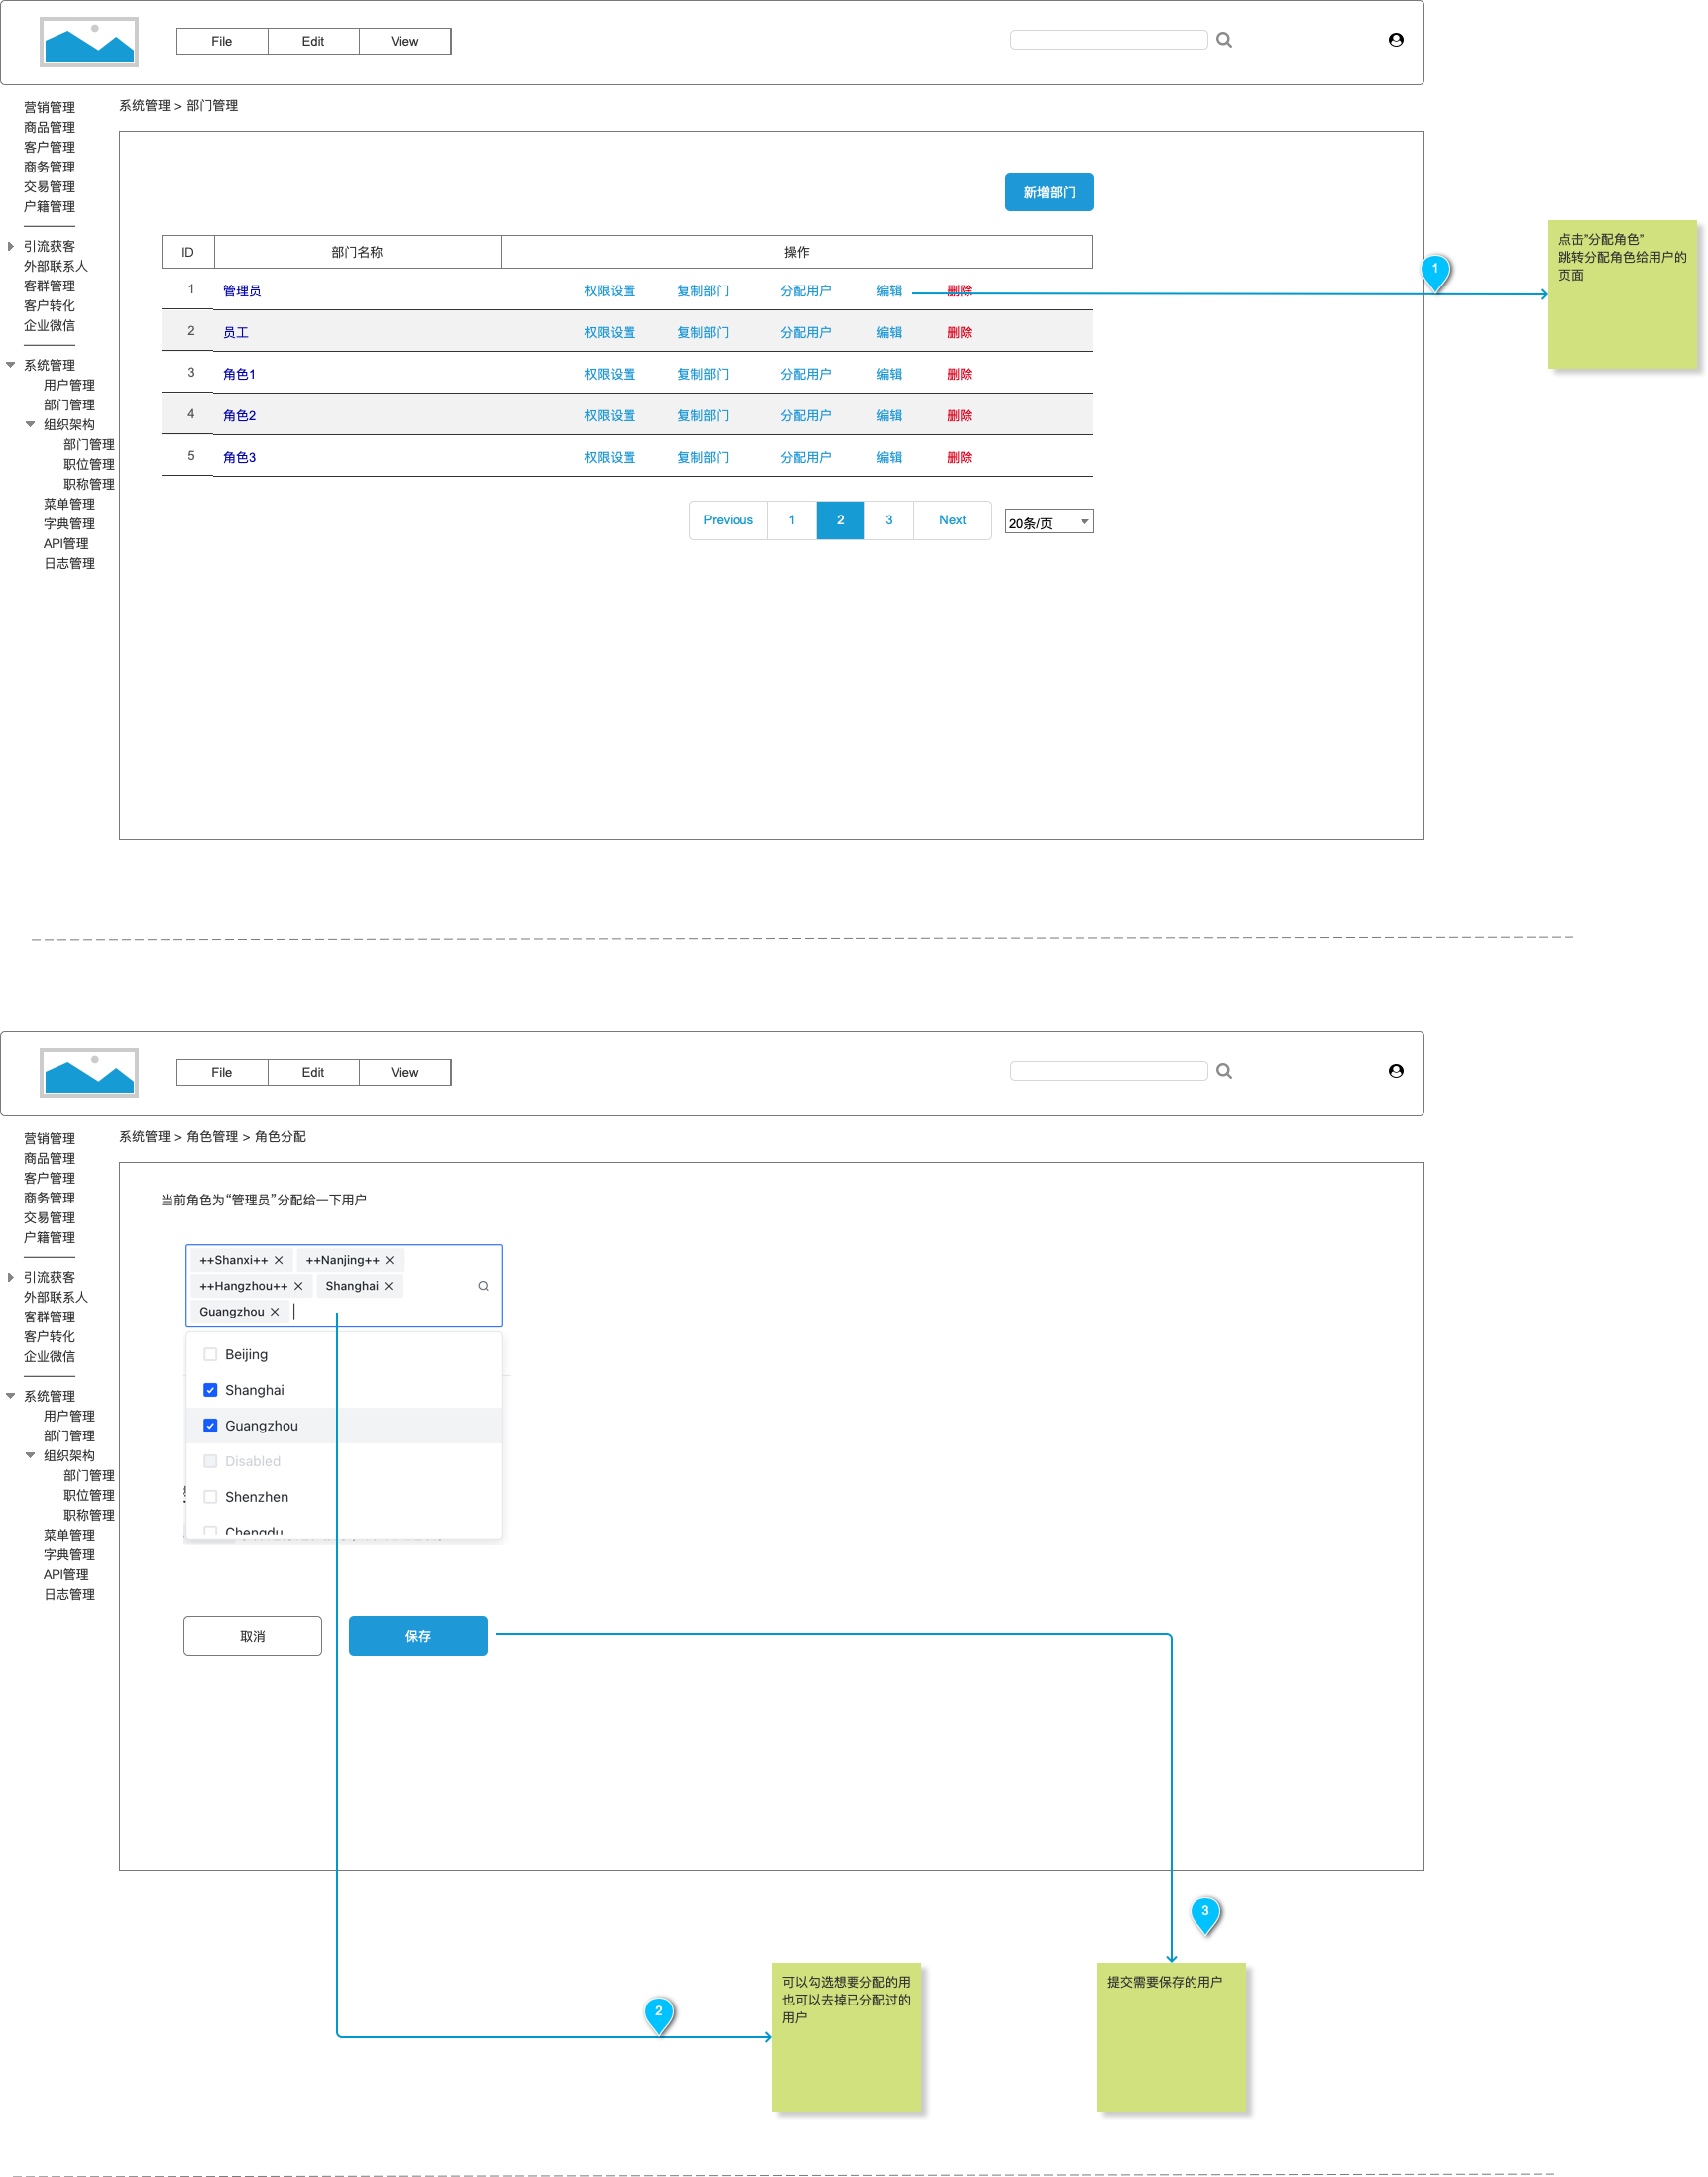 File Edit View
系统管理 > 部门管理
营销管理
商品管理
客户管理
商务管理
交易管理
户籍管理
引流获客
外部联系人
客群管理
客户转化
企业微信
系统管理
用户管理
部门管理
组织架构
部门管理
职位管理
职称管理
菜单管理
字典管理
API管理
日志管理
新增部门
ID 部门名称 操作
1 管理员 权限设置 复制部门 分配用户 编辑 删除
2 员工 权限设置 复制部门 分配用户 编辑 删除
3 角色1 权限设置 复制部门 分配用户 编辑 删除
4 角色2 权限设置 复制部门 分配用户 编辑 删除
5 角色3 权限设置 复制部门 分配用户 编辑 删除
Previous 1 2 3 Next 20条/页
1
点击”分配角色”
跳转分配角色给用户的
页面
File Edit View
系统管理 > 角色管理 > 角色分配
营销管理
商品管理
客户管理
商务管理
交易管理
户籍管理
引流获客
外部联系人
客群管理
客户转化
企业微信
系统管理
用户管理
部门管理
组织架构
部门管理
职位管理
职称管理
菜单管理
字典管理
API管理
日志管理
当前角色为“管理员”分配给一下用户
++Shanxi++ ++Nanjing++
++Hangzhou++ Shanghai
Guangzhou
Beijing
Shanghai
Guangzhou
Disabled
Shenzhen
Chengdu
取消 保存
3
2
可以勾选想要分配的用
也可以去掉已分配过的
用户
提交需要保存的用户